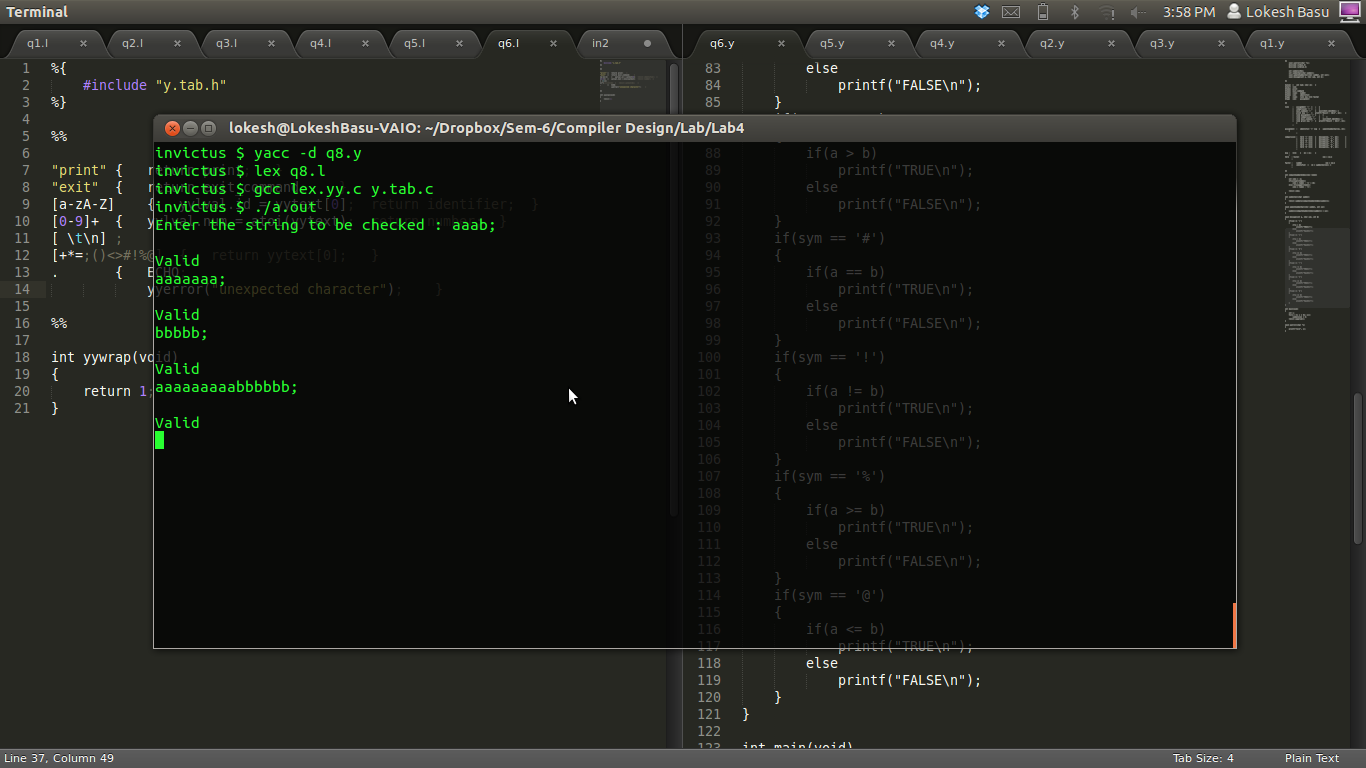 Terminal
3:58 PM Lokesh Basu
q1.l q2.l q3.l q4.l q5.l q6.l in2
q6.y q5.y q4.y q2.y q3.y q1.y
1 %{
2 #include "y.tab.h"
3 %}
4
5 %%
6
7 "print" {
8 "exit" {
9 [a-zA-Z] {
10 [0-9]+ {
11 [ \t\n] ;
12 [+*=;()<>#!%@ return yytext[0]; }
13 . { ECHO
14 yyerror("unexpected character"); }
15
16 %%
17
18 int yywrap(void)
19 {
20 return 1;
21 }
lokesh@LokeshBasu-VAIO: ~/Dropbox/Sem-6/Compiler Design/Lab/Lab4
invictus $ yacc -d q8.y
invictus $ lex q8.l
invictus $ gcc lex.yy.c y.tab.c
invictus $ ./a.out
Enter the string to be checked : aaab;
Valid
aaaaaaa;
Valid
bbbbb;
Valid
aaaaaaaaabbbbbb;
Valid
83 else
84 printf("FALSE\n");
85 }
88 if(a > b)
89 printf("TRUE\n");
90 else
91 printf("FALSE\n");
92 }
93 if(sym == '#')
94 {
95 if(a == b)
96 printf("TRUE\n");
97 else
98 printf("FALSE\n");
99 }
100 if(sym == '!')
101 {
102 if(a != b)
103 printf("TRUE\n");
104 else
105 printf("FALSE\n");
106 }
107 if(sym == '%')
108 {
109 if(a >= b)
110 printf("TRUE\n");
111 else
112 printf("FALSE\n");
113 }
114 if(sym == '@')
115 {
116 if(a <= b)
117 printf("TRUE\n");
118 else
119 printf("FALSE\n");
120 }
121 }
122
123 int main(void)
Line 37, Column 49
Tab Size: 4 Plain Text